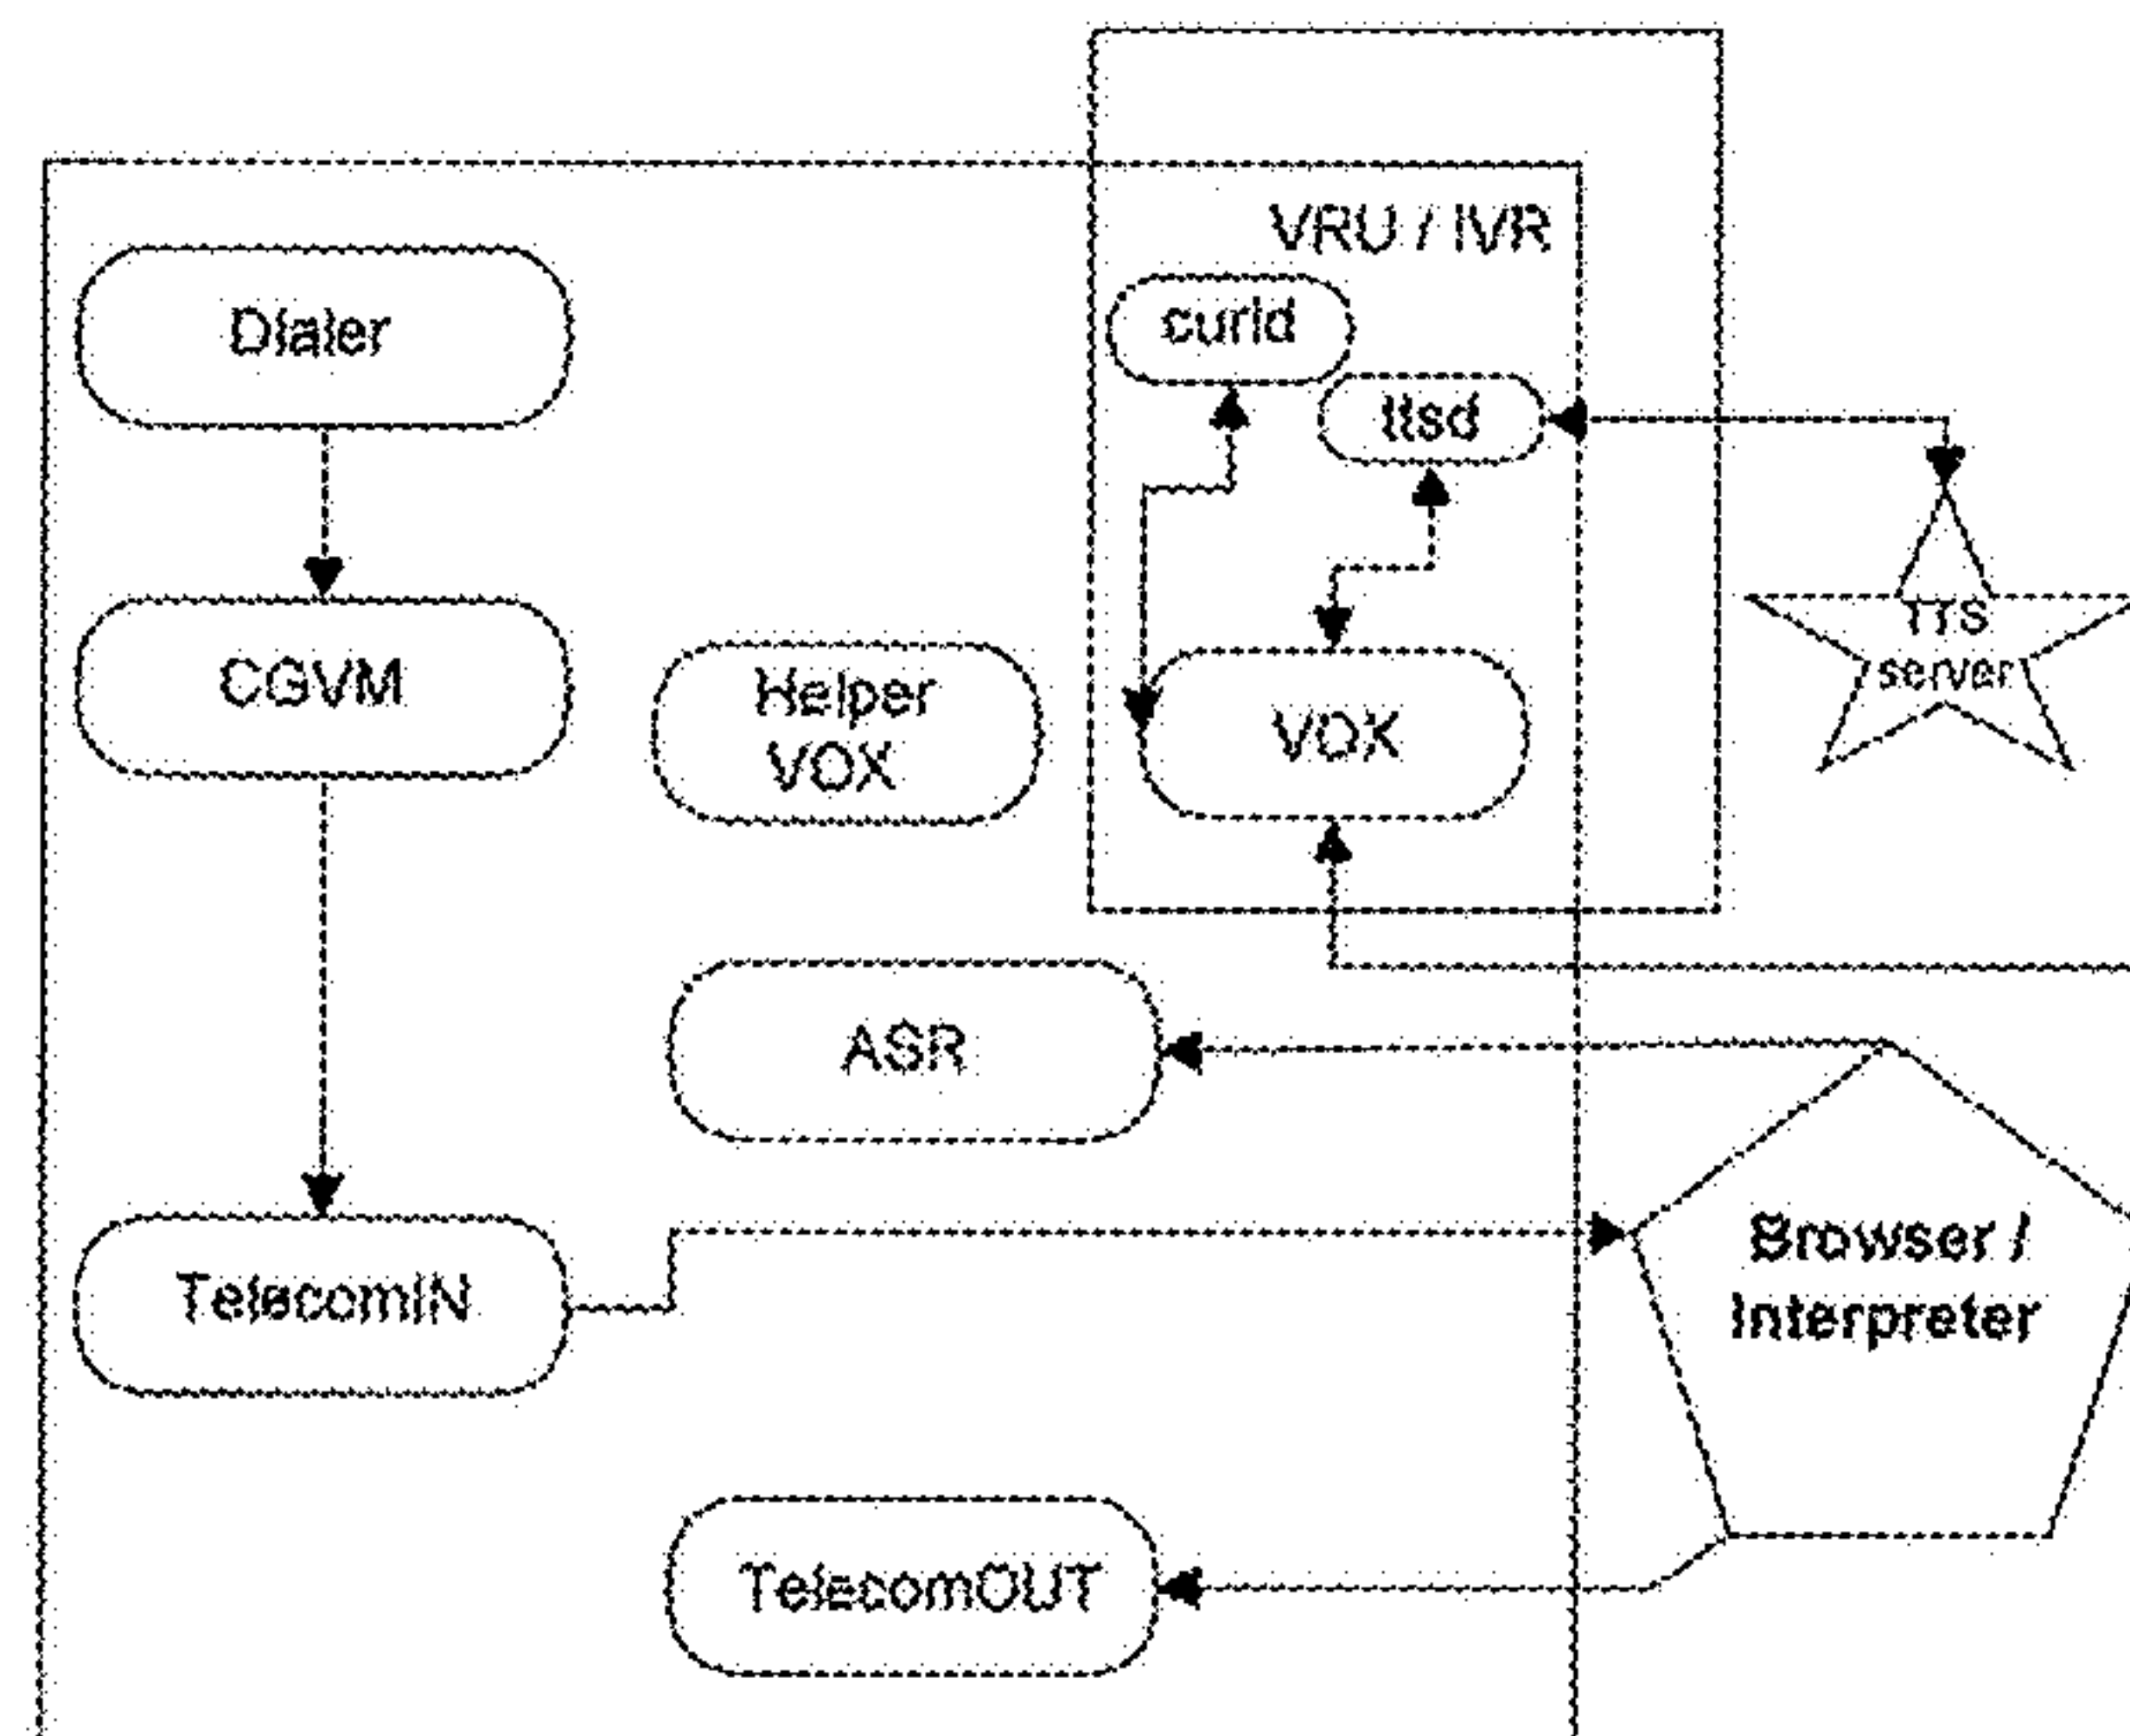 VRU / IVR
Dialer
curld
ttsd
CGVM
Helper
VOX
VOX
TTS
server
ASR
TelecomIN
Browser /
Interpreter
TelecomOUT